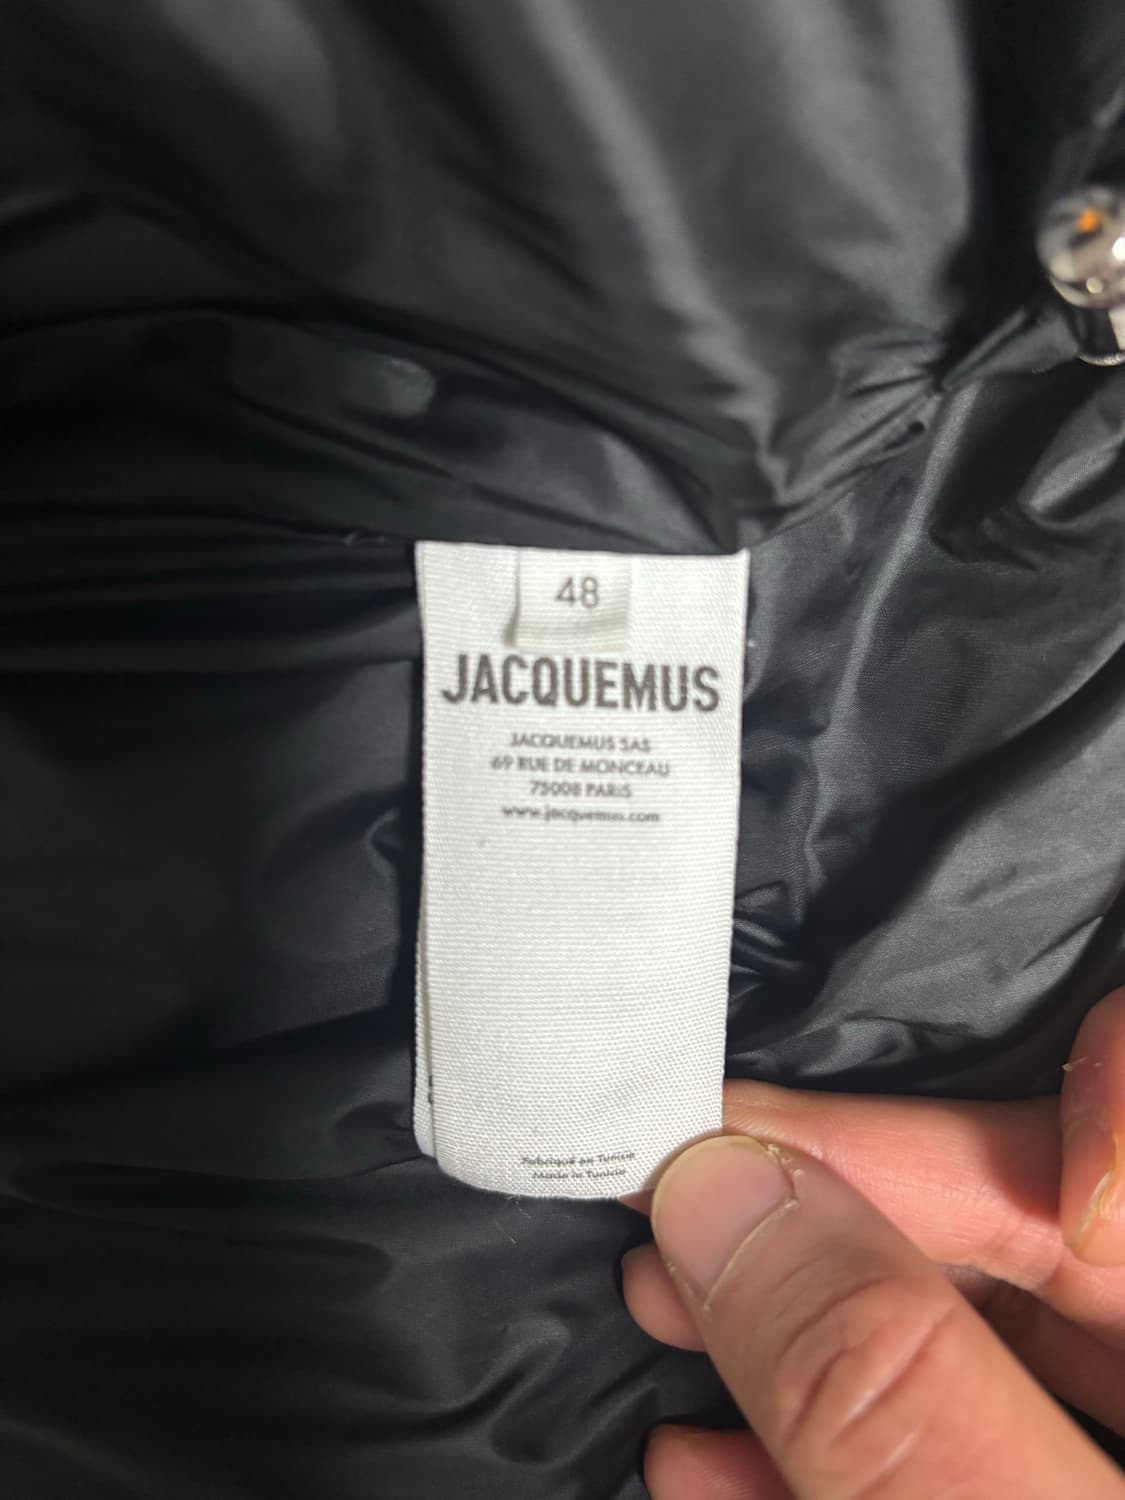 48
JACQUEMUS
JACQUEMUS SAS
69 RUE DE MONCEAU
75008 PARIS
www.jacquemus.com
Fabriqué en Tunisie
Made in Tunisia